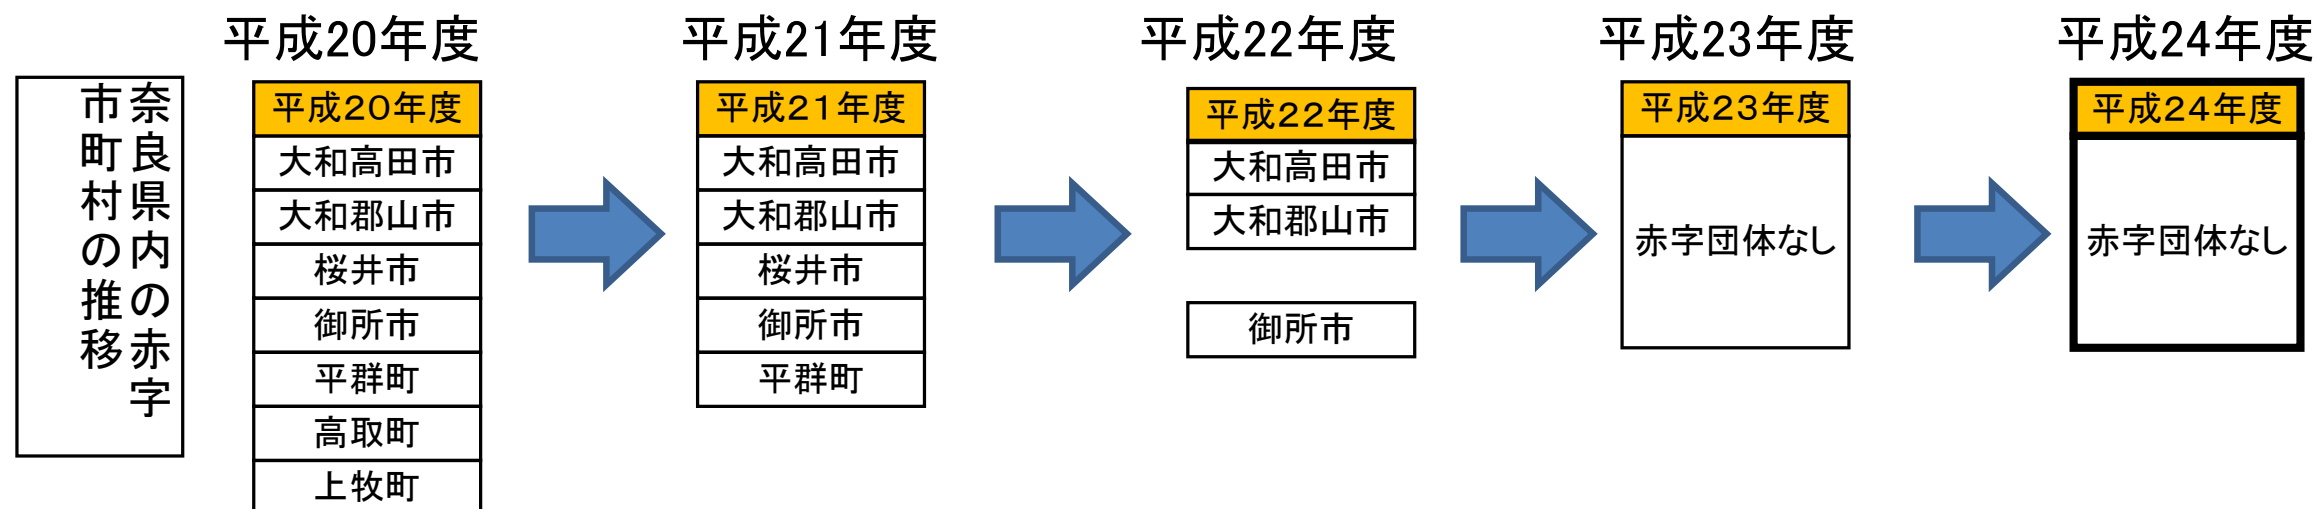 平成20年度
平成21年度
平成22年度
平成23年度
平成24年度
奈良県内の赤字
市町村の推移
平成２０年度
大和高田市
大和郡山市
桜井市
御所市
平群町
高取町
上牧町
平成２１年度
大和高田市
大和郡山市
桜井市
御所市
平群町
平成２２年度
大和高田市
大和郡山市
御所市
平成２３年度
赤字団体なし
平成２４年度
赤字団体なし